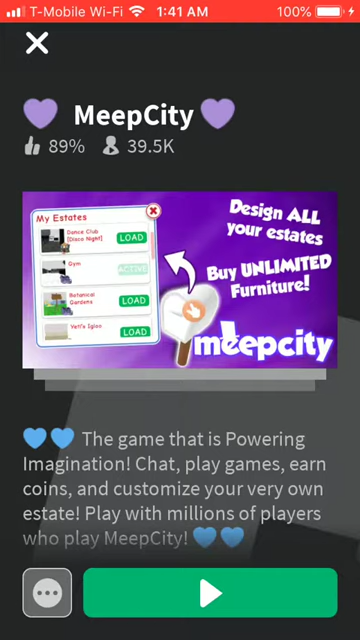 T-Mobile Wi-Fi 1:41 AM 100%
MeepCity
89% 39.5K
My Estates
Design ALL
your estates
Dance Club
[Disco Night]
LOAD
Gym
ACTIVE
Buy UNLIMITED
Furniture!
Botanical
Gardens
LOAD
Yeti's Igloo
LOAD
meepcity
The game that is Powering
Imagination! Chat, play games, earn
coins, and customize your very own
estate! Play with millions of players
who play MeepCity!